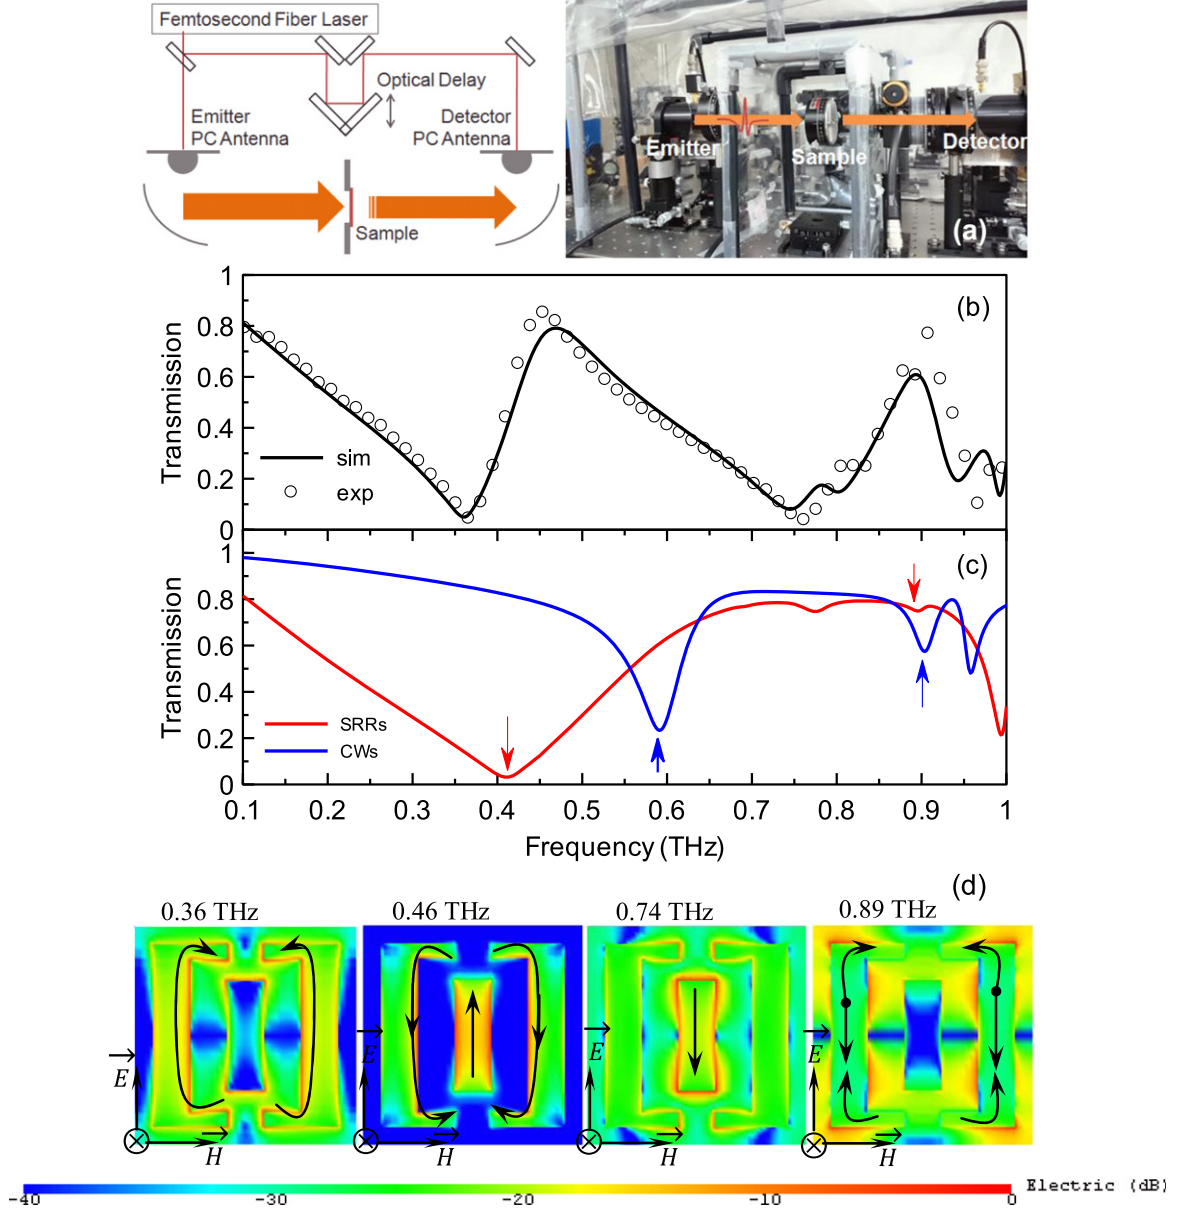 Femtosecond Fiber Laser
Optical Delay
Emitter
PC Antenna
Detector
PC Antenna
Sample
Emitter
Sample
Detector
(a)
(b)
1
0.8
0.6
0.4
0.2
0
Transmission
sim
exp
(c)
1
0.8
0.6
0.4
0.2
0
Transmission
SRRs
CWs
0.1 0.2 0.3 0.4 0.5 0.6 0.7 0.8 0.9 1
Frequency (THz)
(d)
0.36 THz 0.46 THz 0.74 THz 0.89 THz
E E E E
H H H H
-40 -30 -20 -10 0 Electric (dB)